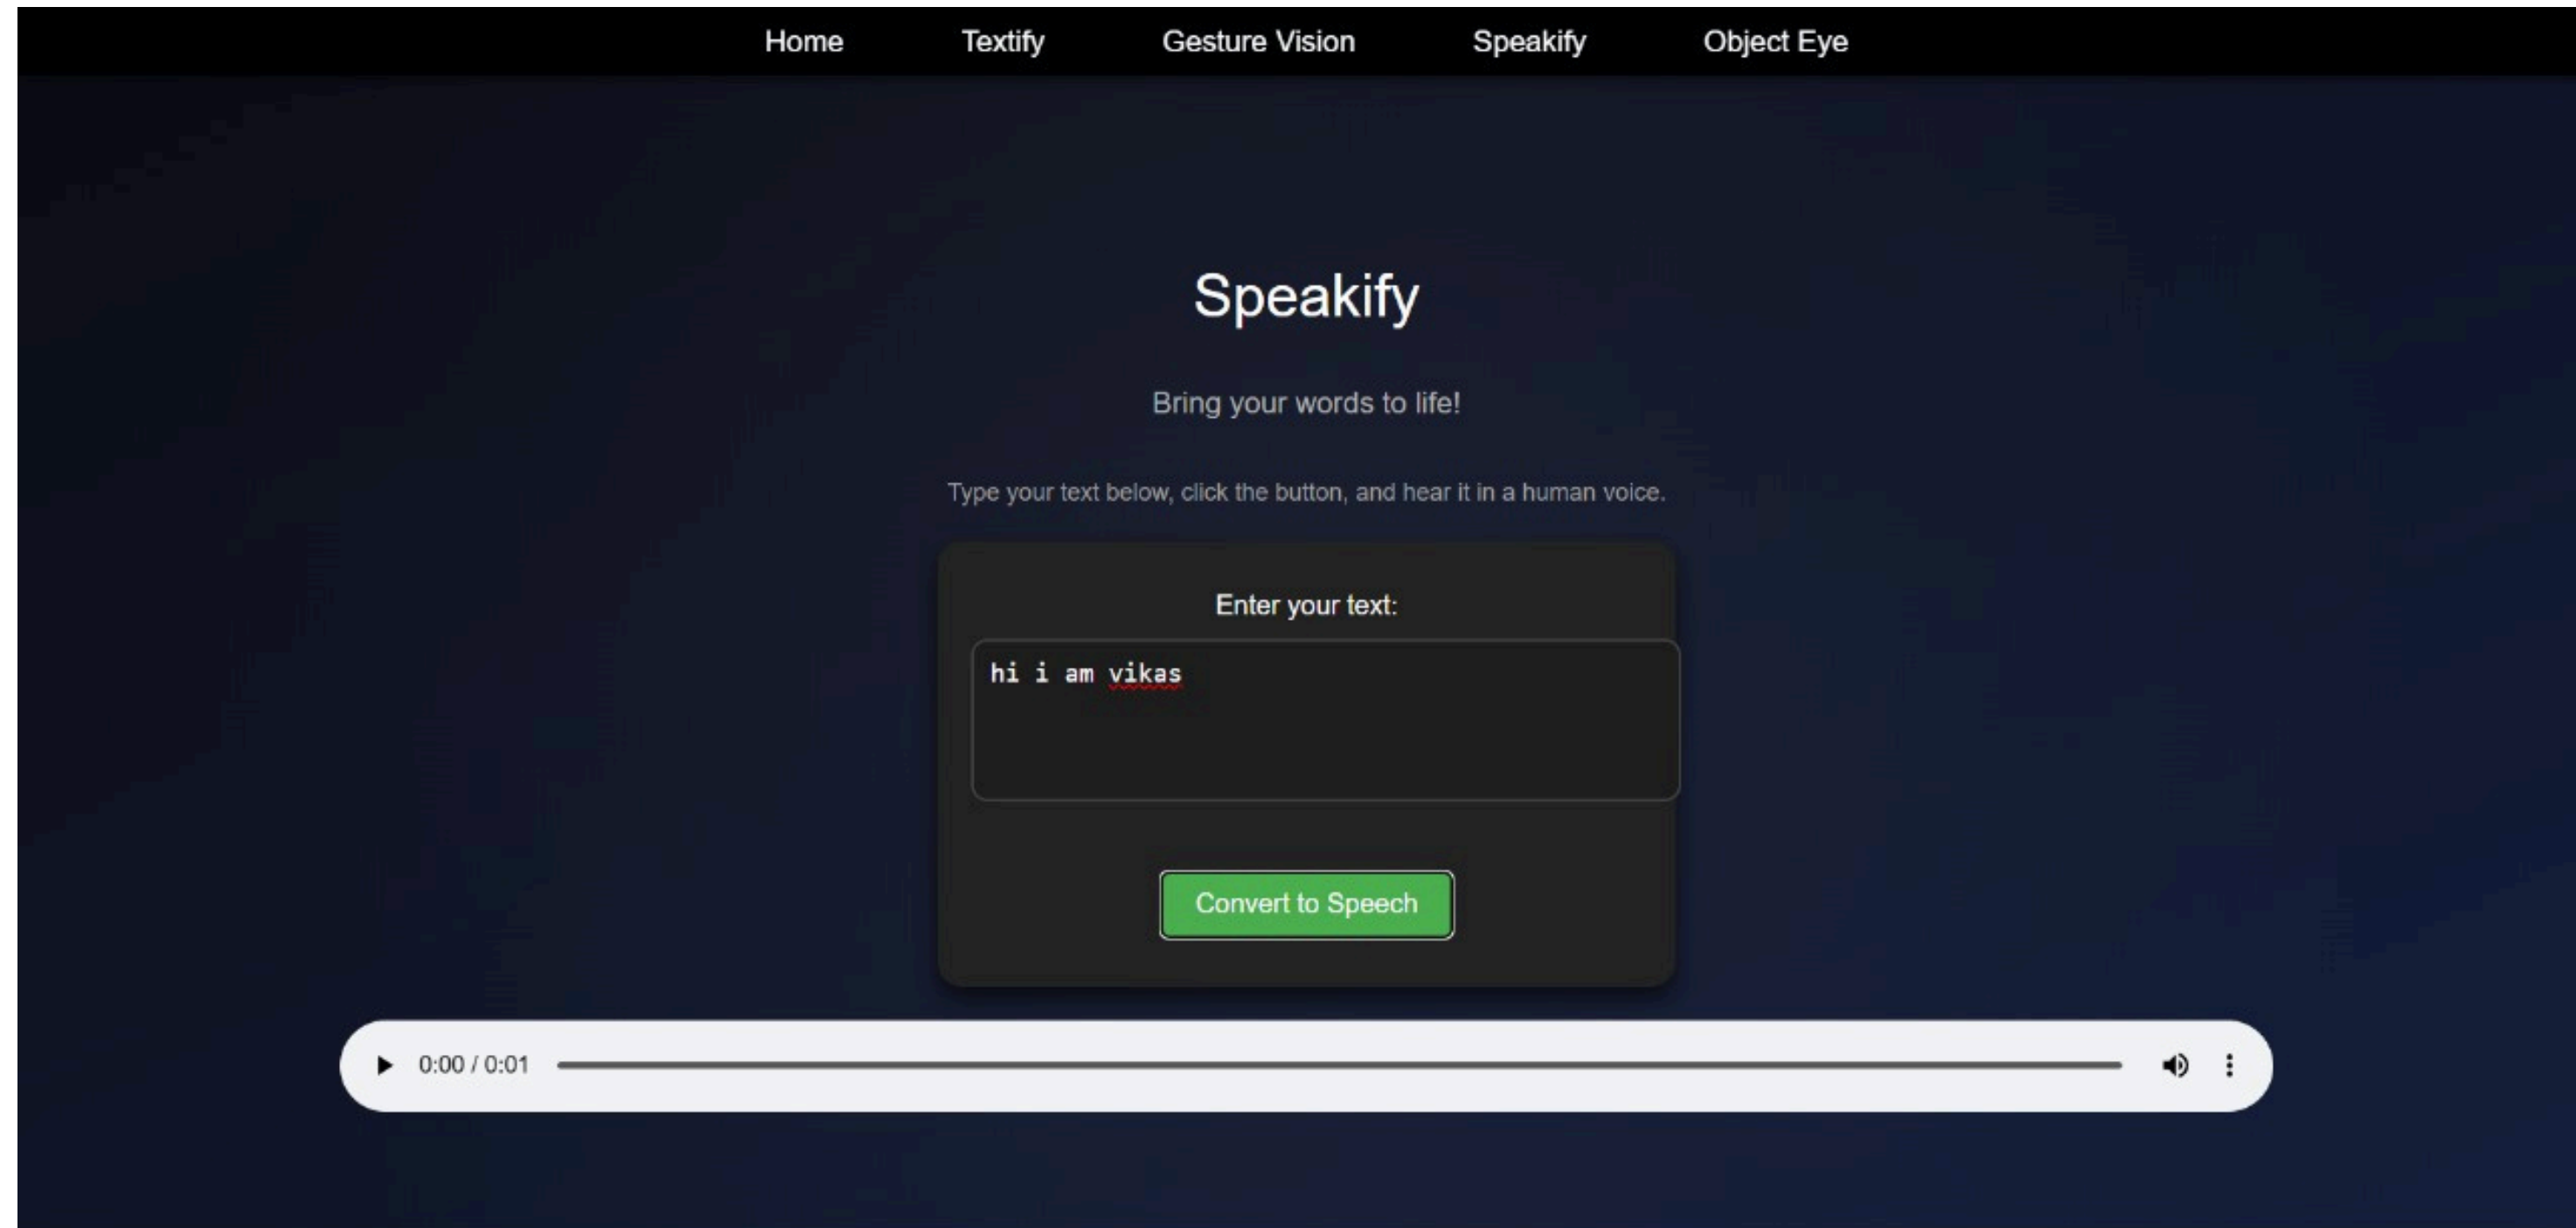 Home Textify Gesture Vision Speakify Object Eye
Speakify
Bring your words to life!
Type your text below, click the button, and hear it in a human voice.
Enter your text:
hi i am vikas
Convert to Speech
0:00 / 0:01